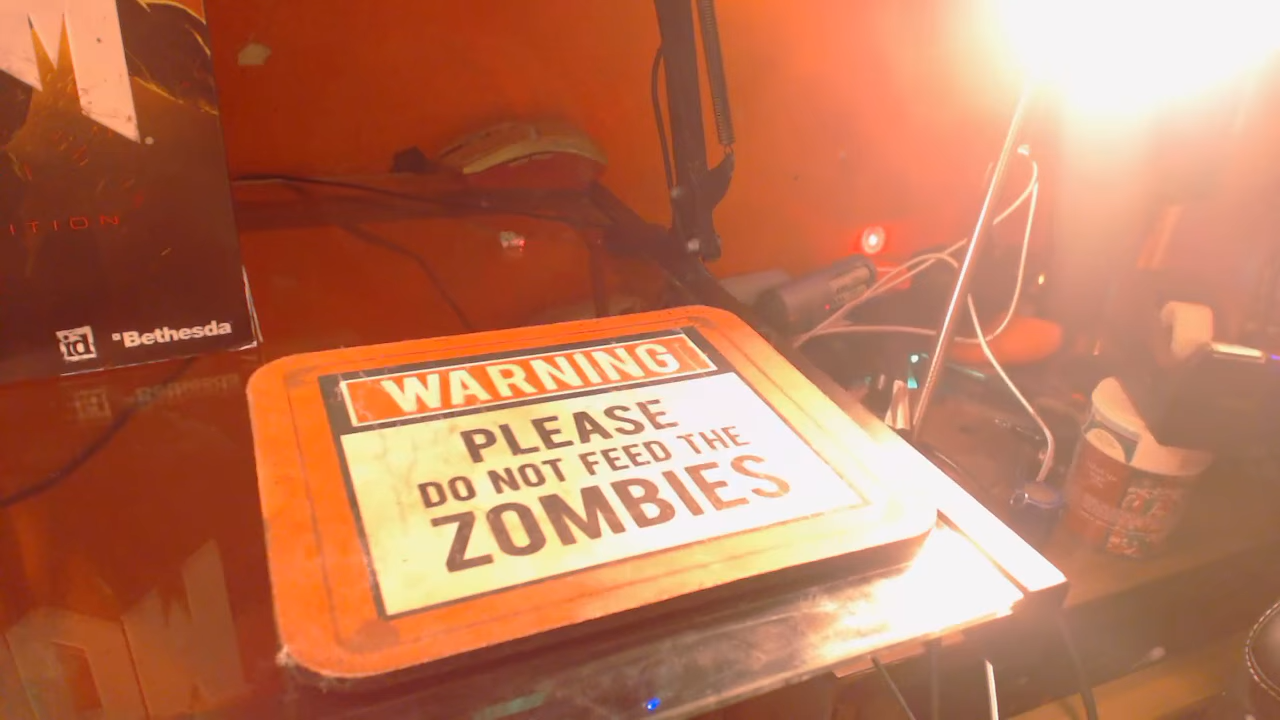 M
ITION
id
Bethesda
WARNING
PLEASE
DO NOT FEED THE
ZOMBIES